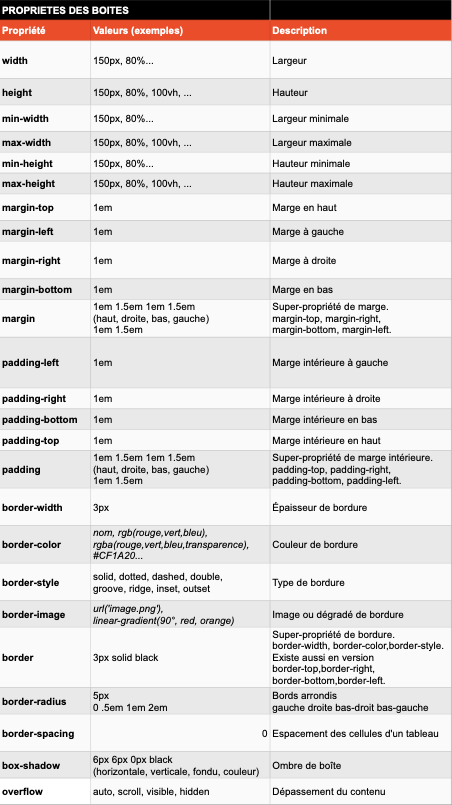 PROPRIETES DES BOITES
Propriété Valeurs (exemples) Description
width 150px, 80%... Largeur
height 150px, 80%, 100vh, ... Hauteur
min-width 150px, 80%... Largeur minimale
max-width 150px, 80%, 100vh, ... Largeur maximale
min-height 150px, 80%... Hauteur minimale
max-height 150px, 80%, 100vh, ... Hauteur maximale
margin-top 1em Marge en haut
margin-left 1em Marge à gauche
margin-right 1em Marge à droite
margin-bottom 1em Marge en bas
margin
1em 1.5em 1em 1.5em
(haut, droite, bas, gauche)
1em 1.5em
Super-propriété de marge.
margin-top, margin-right,
margin-bottom, margin-left.
padding-left 1em Marge intérieure à gauche
padding-right 1em Marge intérieure à droite
padding-bottom 1em Marge intérieure en bas
padding-top 1em Marge intérieure en haut
padding
1em 1.5em 1em 1.5em
(haut, droite, bas, gauche)
1em 1.5em
Super-propriété de marge intérieure.
padding-top, padding-right,
padding-bottom, padding-left.
border-width 3px Épaisseur de bordure
border-color
nom, rgb(rouge,vert,bleu),
rgba(rouge,vert,bleu,transparence),
#CF1A20...
Couleur de bordure
border-style
solid, dotted, dashed, double,
groove, ridge, inset, outset
Type de bordure
border-image
url('image.png'),
linear-gradient(90°, red, orange)
Image ou dégradé de bordure
border
3px solid black
Super-propriété de bordure.
border-width, border-color,border-style.
Existe aussi en version
border-top,border-right,
border-bottom,border-left.
border-radius
5px
0 .5em 1em 2em
Bords arrondis
gauche droite bas-droit bas-gauche
border-spacing 0 Espacement des cellules d'un tableau
box-shadow
6px 6px 0px black
(horizontale, verticale, fondu, couleur)
Ombre de boîte
overflow auto, scroll, visible, hidden Dépassement du contenu